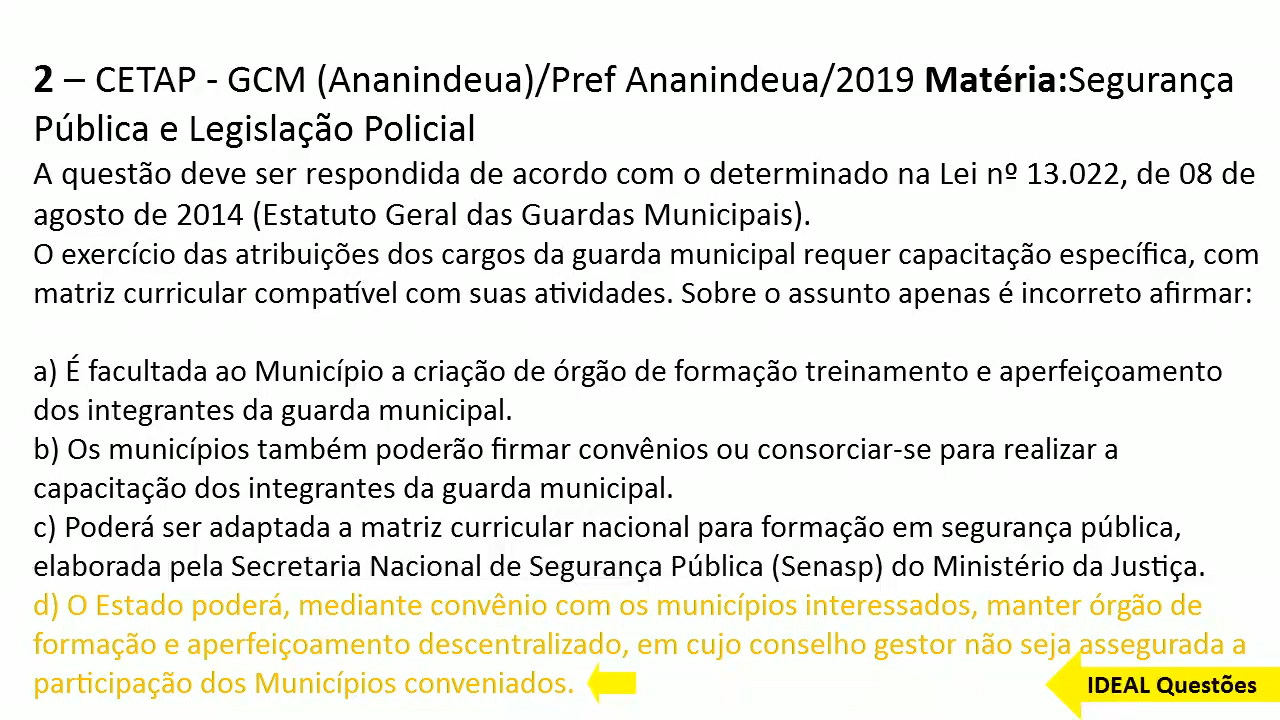 2 – CETAP - GCM (Ananindeua)/Pref Ananindeua/2019 Matéria:Segurança
Pública e Legislação Policial
A questão deve ser respondida de acordo com o determinado na Lei nº 13.022, de 08 de
agosto de 2014 (Estatuto Geral das Guardas Municipais).
O exercício das atribuições dos cargos da guarda municipal requer capacitação específica, com
matriz curricular compatível com suas atividades. Sobre o assunto apenas é incorreto afirmar:
a) É facultada ao Município a criação de órgão de formação treinamento e aperfeiçoamento
dos integrantes da guarda municipal.
b) Os municípios também poderão firmar convênios ou consorciar-se para realizar a
capacitação dos integrantes da guarda municipal.
c) Poderá ser adaptada a matriz curricular nacional para formação em segurança pública,
elaborada pela Secretaria Nacional de Segurança Pública (Senasp) do Ministério da Justiça.
d) O Estado poderá, mediante convênio com os municípios interessados, manter órgão de
formação e aperfeiçoamento descentralizado, em cujo conselho gestor não seja assegurada a
participação dos Municípios conveniados.
IDEAL Questões